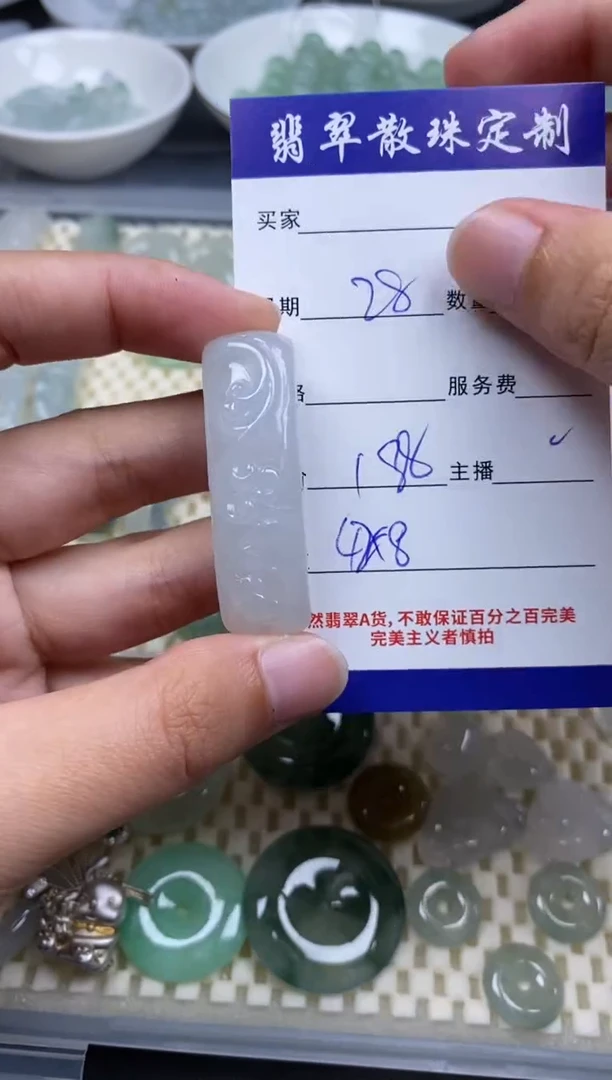 翡翠散珠定制
买家
期 28 数
服务费
198 主播
然翡翠A货,不敢保证百分之百完美
完美主义者慎拍